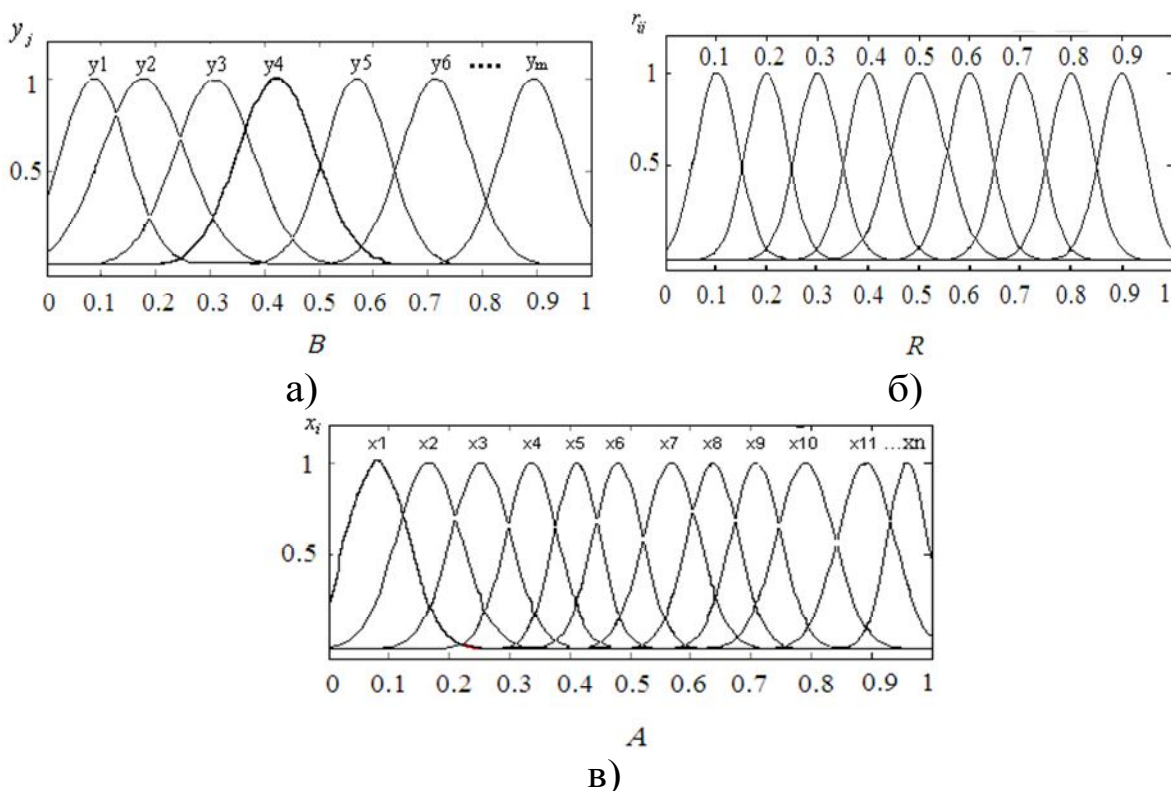 y_j
y1 y2 y3 y4 y5 y6 .... y_m
1
0.5
0 0.1 0.2 0.3 0.4 0.5 0.6 0.7 0.8 0.9 1
B
а)
r_ij
0.1 0.2 0.3 0.4 0.5 0.6 0.7 0.8 0.9
1
0.5
0 0.1 0.2 0.3 0.4 0.5 0.6 0.7 0.8 0.9 1
R
б)
x_i
x1 x2 x3 x4 x5 x6 x7 x8 x9 x10 x11 ...xn
1
0.5
0 0.1 0.2 0.3 0.4 0.5 0.6 0.7 0.8 0.9 1
A
в)